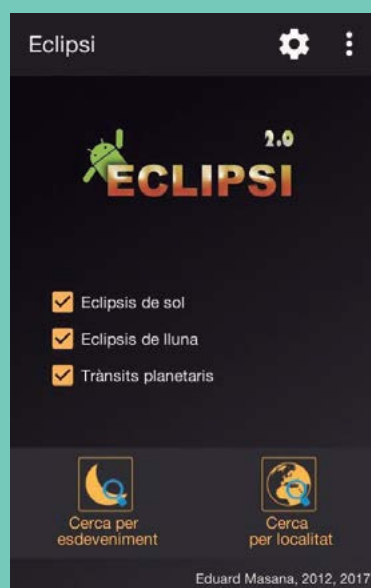 Eclipsi
2.0
ECLIPSI
Eclipsis de sol
Eclipsis de lluna
Trànsits planetaris
Cerca per
esdeveniment
Cerca
per localitat
Eduard Masana, 2012, 2017